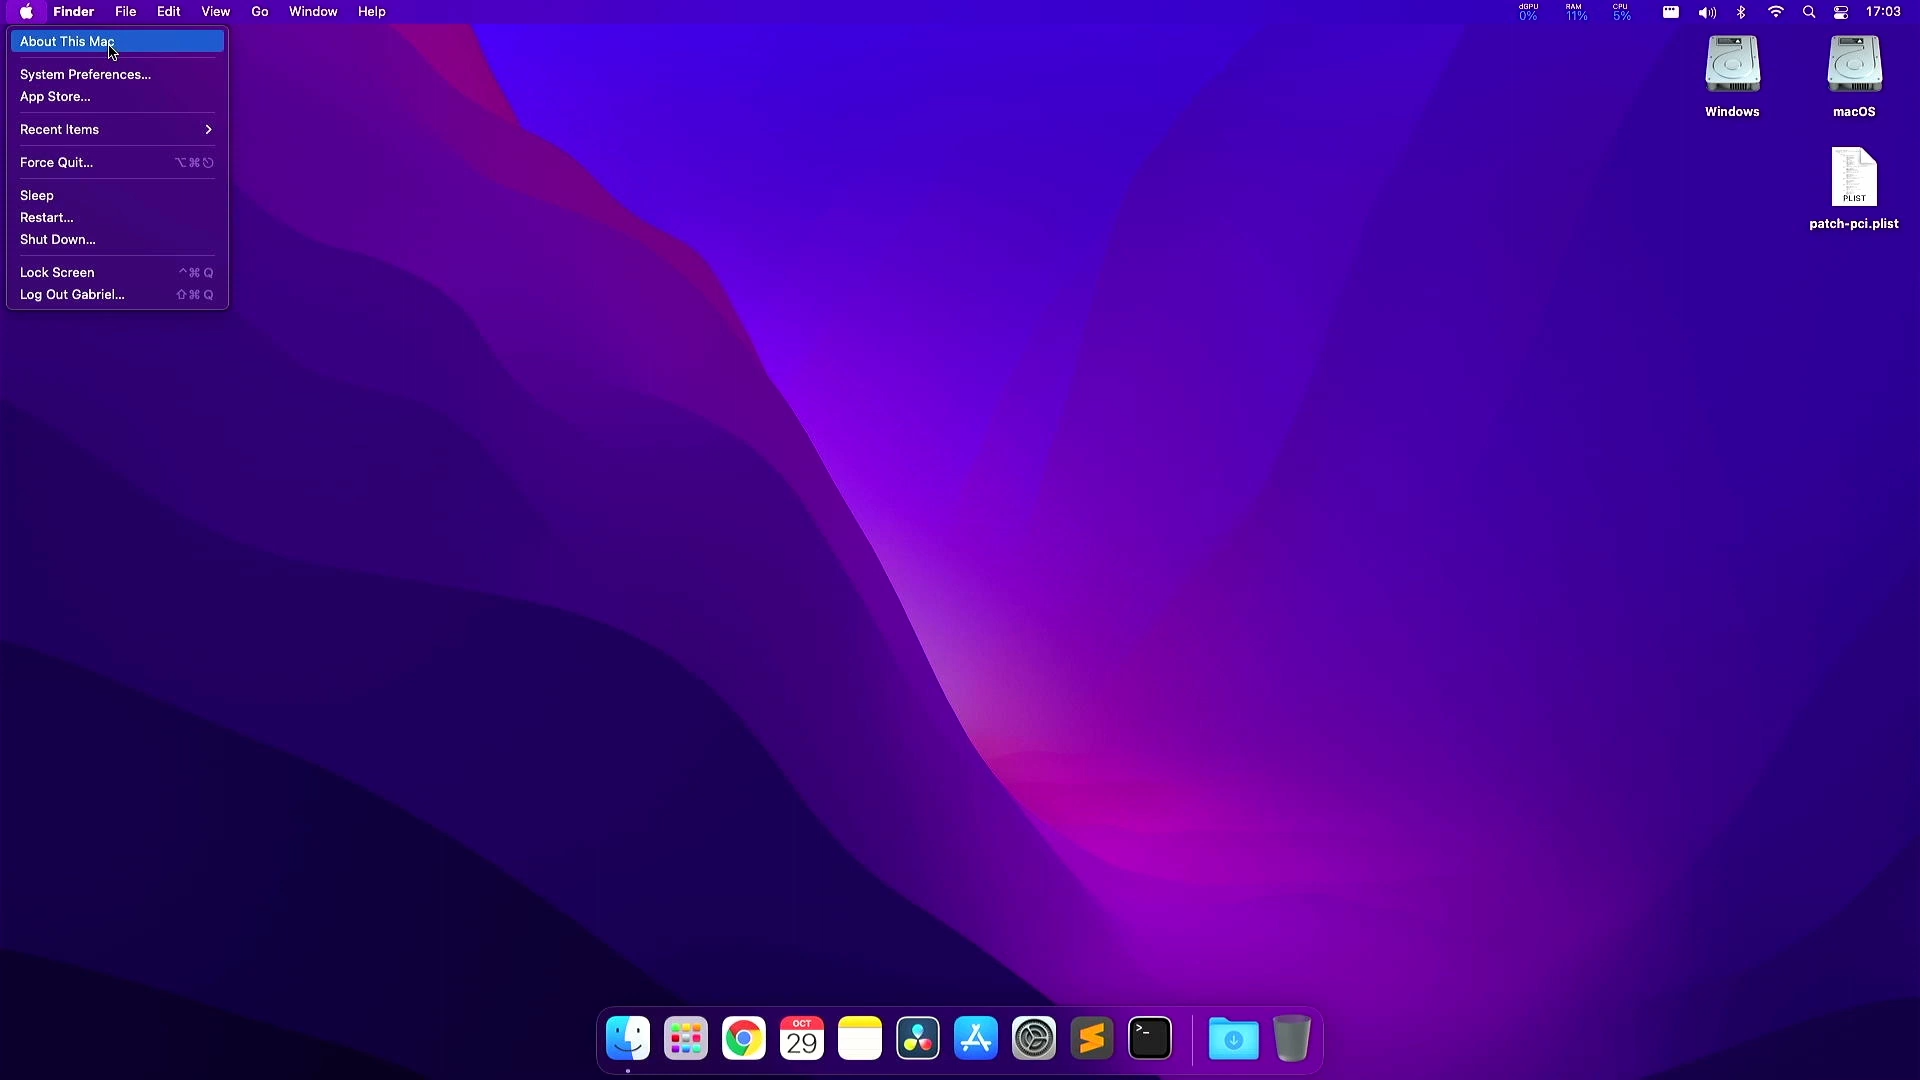 Finder File Edit View Go Window Help dGPU 0% RAM 11% CPU 5% 17:03
About This Mac
System Preferences...
App Store...
Recent Items
Force Quit... ⌥⌘⎋
Sleep
Restart...
Shut Down...
Lock Screen ^⌘Q
Log Out Gabriel... ⇧⌘Q
Windows macOS
PLIST
patch-pci.plist
OCT
29
>_